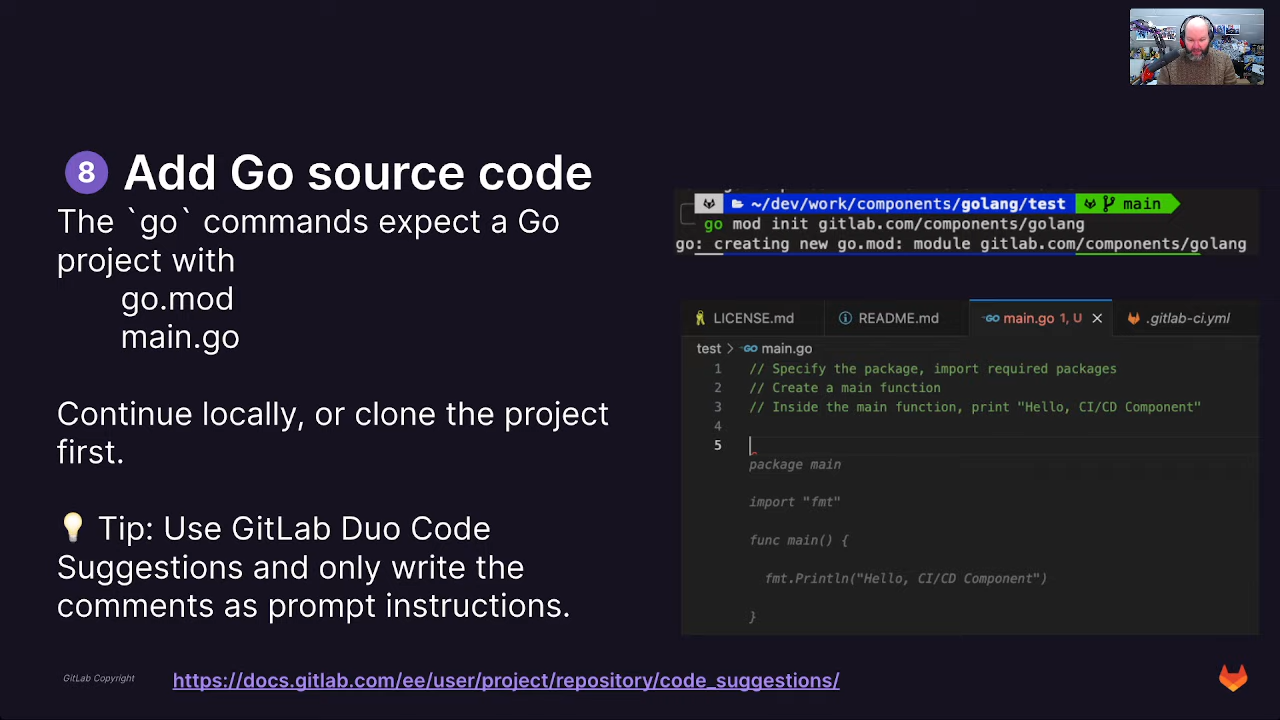 8 Add Go source code
The `go` commands expect a Go
project with
go.mod
main.go
Continue locally, or clone the project
first.
💡 Tip: Use GitLab Duo Code
Suggestions and only write the
comments as prompt instructions.
~/dev/work/components/golang/test main
go mod init gitlab.com/components/golang
go: creating new go.mod: module gitlab.com/components/golang
LICENSE.md README.md main.go 1, U .gitlab-ci.yml
test > main.go
1 // Specify the package, import required packages
2 // Create a main function
3 // Inside the main function, print "Hello, CI/CD Component"
4
5
package main
import "fmt"
func main() {
fmt.Println("Hello, CI/CD Component")
}
GitLab Copyright
https://docs.gitlab.com/ee/user/project/repository/code_suggestions/